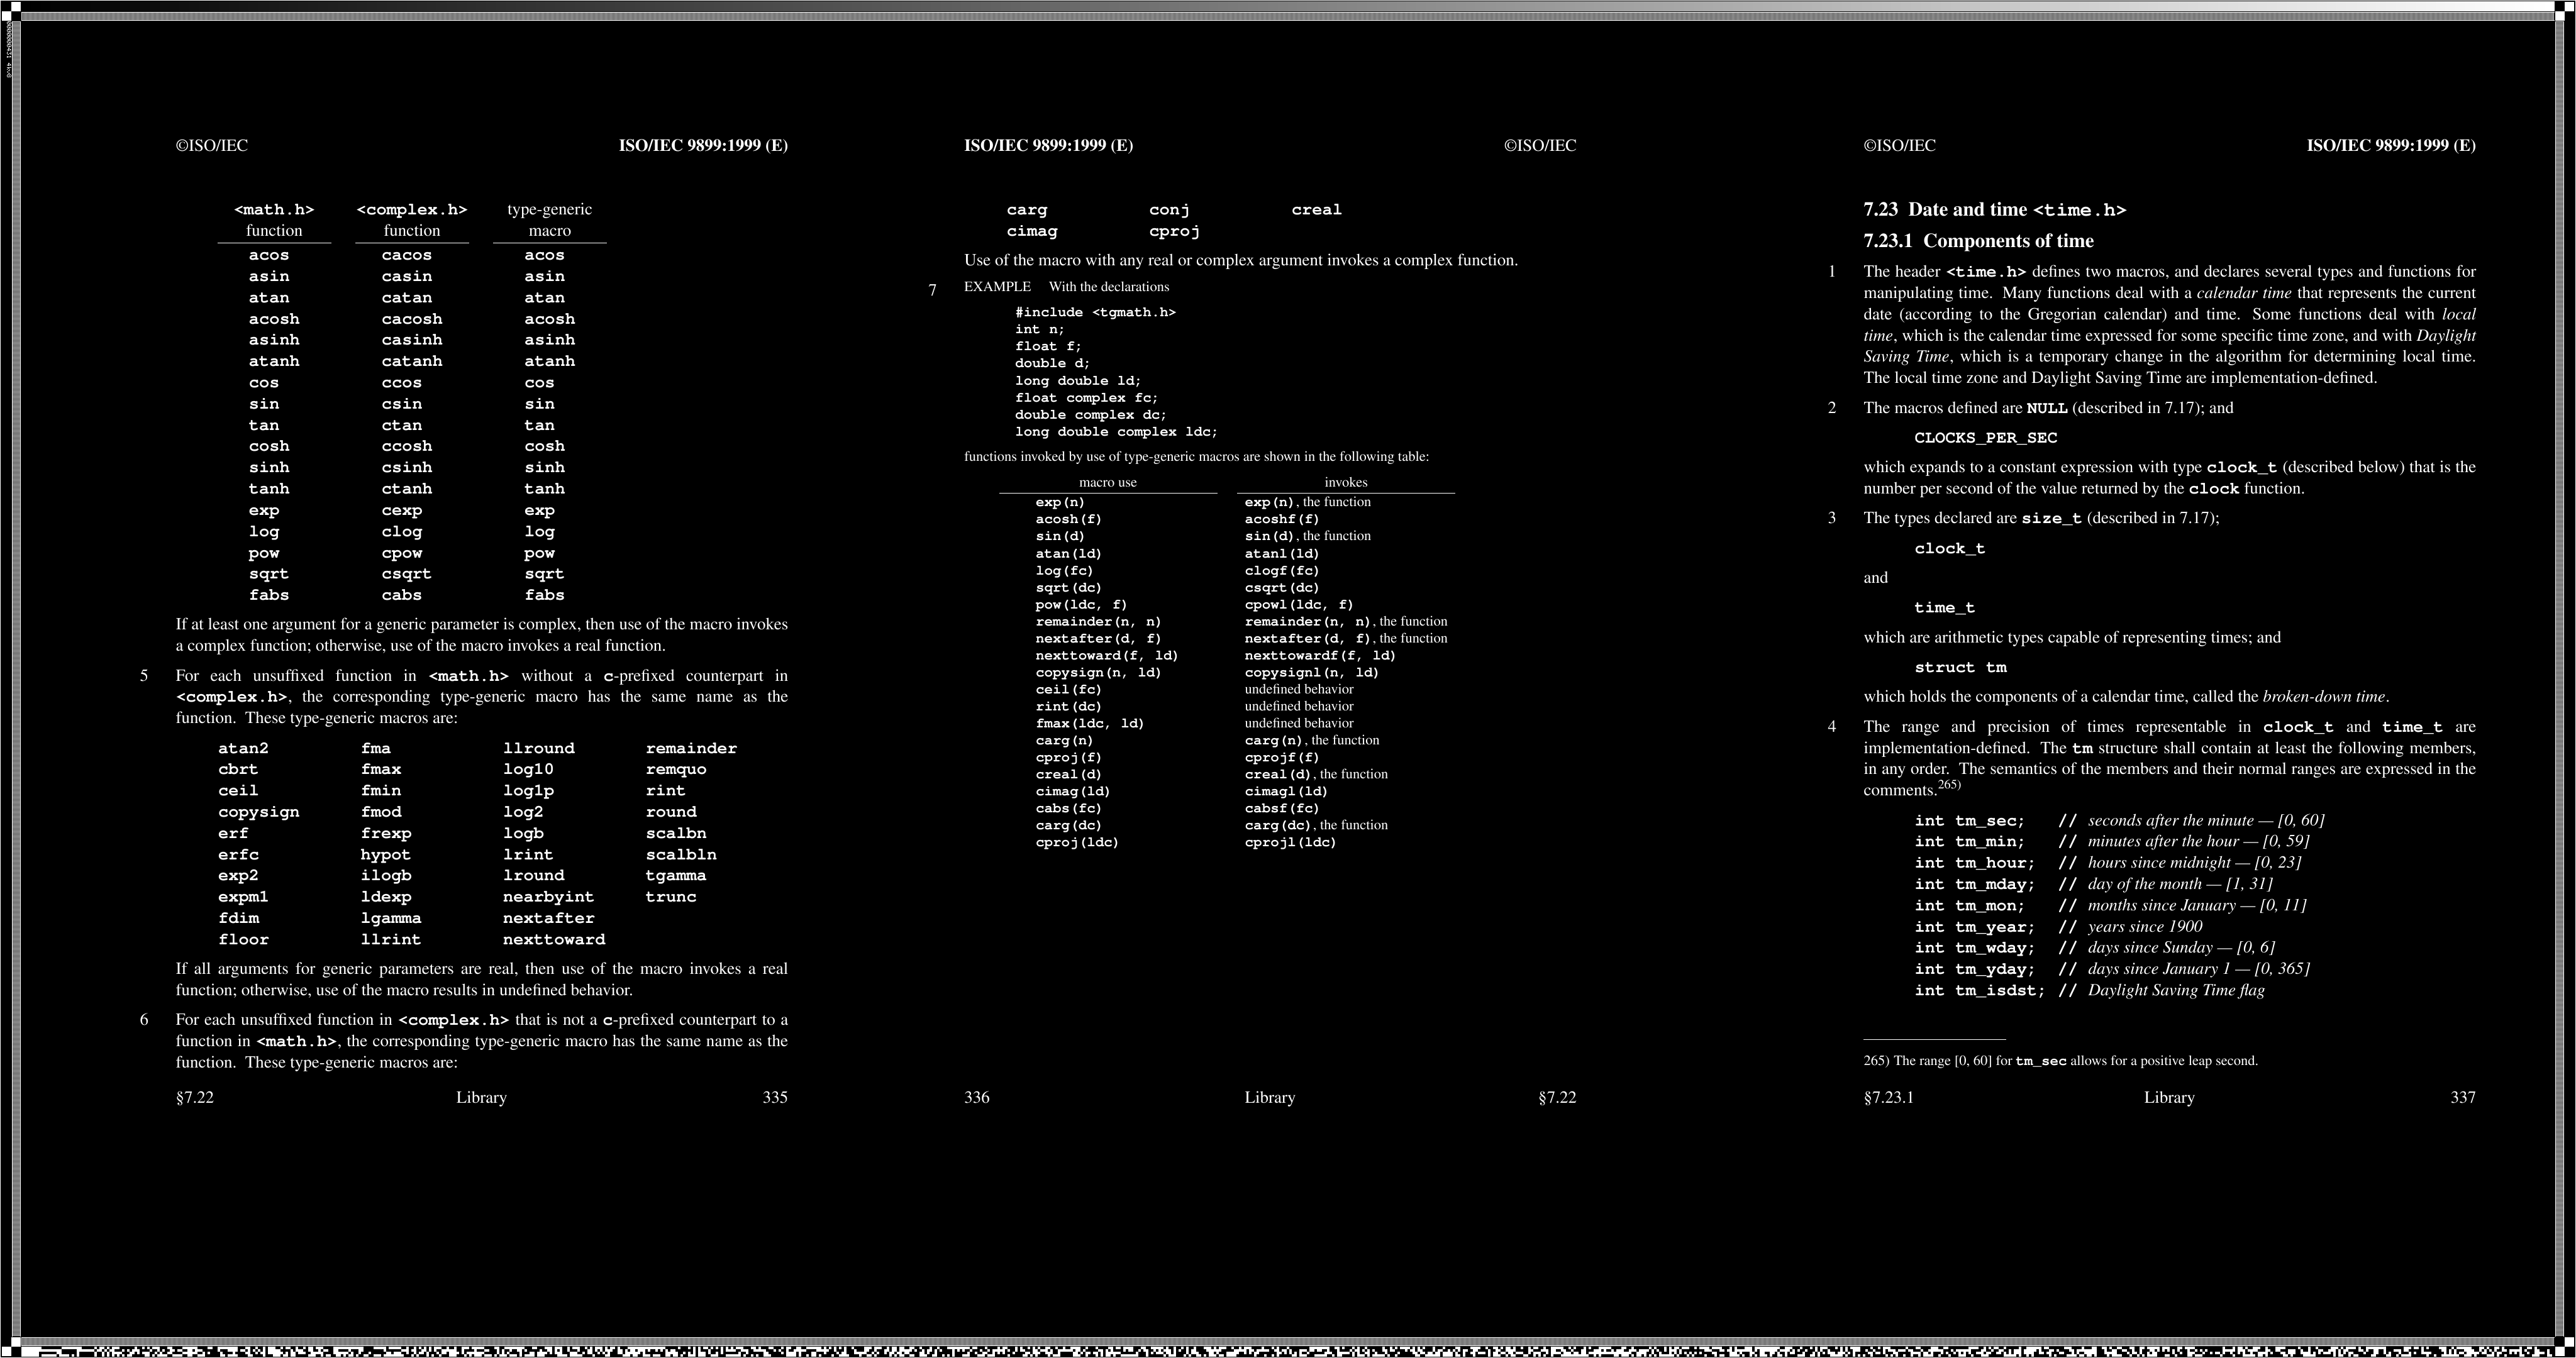 ©ISO/IEC ISO/IEC 9899:1999 (E)
<math.h> <complex.h> type-generic
function function macro
acos cacos acos
asin casin asin
atan catan atan
acosh cacosh acosh
asinh casinh asinh
atanh catanh atanh
cos ccos cos
sin csin sin
tan ctan tan
cosh ccosh cosh
sinh csinh sinh
tanh ctanh tanh
exp cexp exp
log clog log
pow cpow pow
sqrt csqrt sqrt
fabs cabs fabs
If at least one argument for a generic parameter is complex, then use of the macro invokes
a complex function; otherwise, use of the macro invokes a real function.
5 For each unsuffixed function in <math.h> without a c-prefixed counterpart in
<complex.h>, the corresponding type-generic macro has the same name as the
function. These type-generic macros are:
atan2 fma llround remainder
cbrt fmax log10 remquo
ceil fmin log1p rint
copysign fmod log2 round
erf frexp logb scalbn
erfc hypot lrint scalbln
exp2 ilogb lround tgamma
expm1 ldexp nearbyint trunc
fdim lgamma nextafter
floor llrint nexttoward
If all arguments for generic parameters are real, then use of the macro invokes a real
function; otherwise, use of the macro results in undefined behavior.
6 For each unsuffixed function in <complex.h> that is not a c-prefixed counterpart to a
function in <math.h>, the corresponding type-generic macro has the same name as the
function. These type-generic macros are:
§7.22 Library 335
ISO/IEC 9899:1999 (E) ©ISO/IEC
carg conj creal
cimag cproj
Use of the macro with any real or complex argument invokes a complex function.
7 EXAMPLE With the declarations
#include <tgmath.h>
int n;
float f;
double d;
long double ld;
float complex fc;
double complex dc;
long double complex ldc;
functions invoked by use of type-generic macros are shown in the following table:
macro use invokes
exp(n) exp(n), the function
acosh(f) acoshf(f)
sin(d) sin(d), the function
atan(ld) atanl(ld)
log(fc) clogf(fc)
sqrt(dc) csqrt(dc)
pow(ldc, f) cpowl(ldc, f)
remainder(n, n) remainder(n, n), the function
nextafter(d, f) nextafter(d, f), the function
nexttoward(f, ld) nexttowardf(f, ld)
copysign(n, ld) copysignl(n, ld)
ceil(fc) undefined behavior
rint(dc) undefined behavior
fmax(ldc, ld) undefined behavior
carg(n) carg(n), the function
cproj(f) cprojf(f)
creal(d) creal(d), the function
cimag(ld) cimagl(ld)
cabs(fc) cabsf(fc)
carg(dc) carg(dc), the function
cproj(ldc) cprojl(ldc)
336 Library §7.22
©ISO/IEC ISO/IEC 9899:1999 (E)
7.23 Date and time <time.h>
7.23.1 Components of time
1 The header <time.h> defines two macros, and declares several types and functions for
manipulating time. Many functions deal with a calendar time that represents the current
date (according to the Gregorian calendar) and time. Some functions deal with local
time, which is the calendar time expressed for some specific time zone, and with Daylight
Saving Time, which is a temporary change in the algorithm for determining local time.
The local time zone and Daylight Saving Time are implementation-defined.
2 The macros defined are NULL (described in 7.17); and
CLOCKS_PER_SEC
which expands to a constant expression with type clock_t (described below) that is the
number per second of the value returned by the clock function.
3 The types declared are size_t (described in 7.17);
clock_t
and
time_t
which are arithmetic types capable of representing times; and
struct tm
which holds the components of a calendar time, called the broken-down time.
4 The range and precision of times representable in clock_t and time_t are
implementation-defined. The tm structure shall contain at least the following members,
in any order. The semantics of the members and their normal ranges are expressed in the
comments.265)
int tm_sec; // seconds after the minute — [0, 60]
int tm_min; // minutes after the hour — [0, 59]
int tm_hour; // hours since midnight — [0, 23]
int tm_mday; // day of the month — [1, 31]
int tm_mon; // months since January — [0, 11]
int tm_year; // years since 1900
int tm_wday; // days since Sunday — [0, 6]
int tm_yday; // days since January 1 — [0, 365]
int tm_isdst; // Daylight Saving Time flag
265) The range [0, 60] for tm_sec allows for a positive leap second.
§7.23.1 Library 337